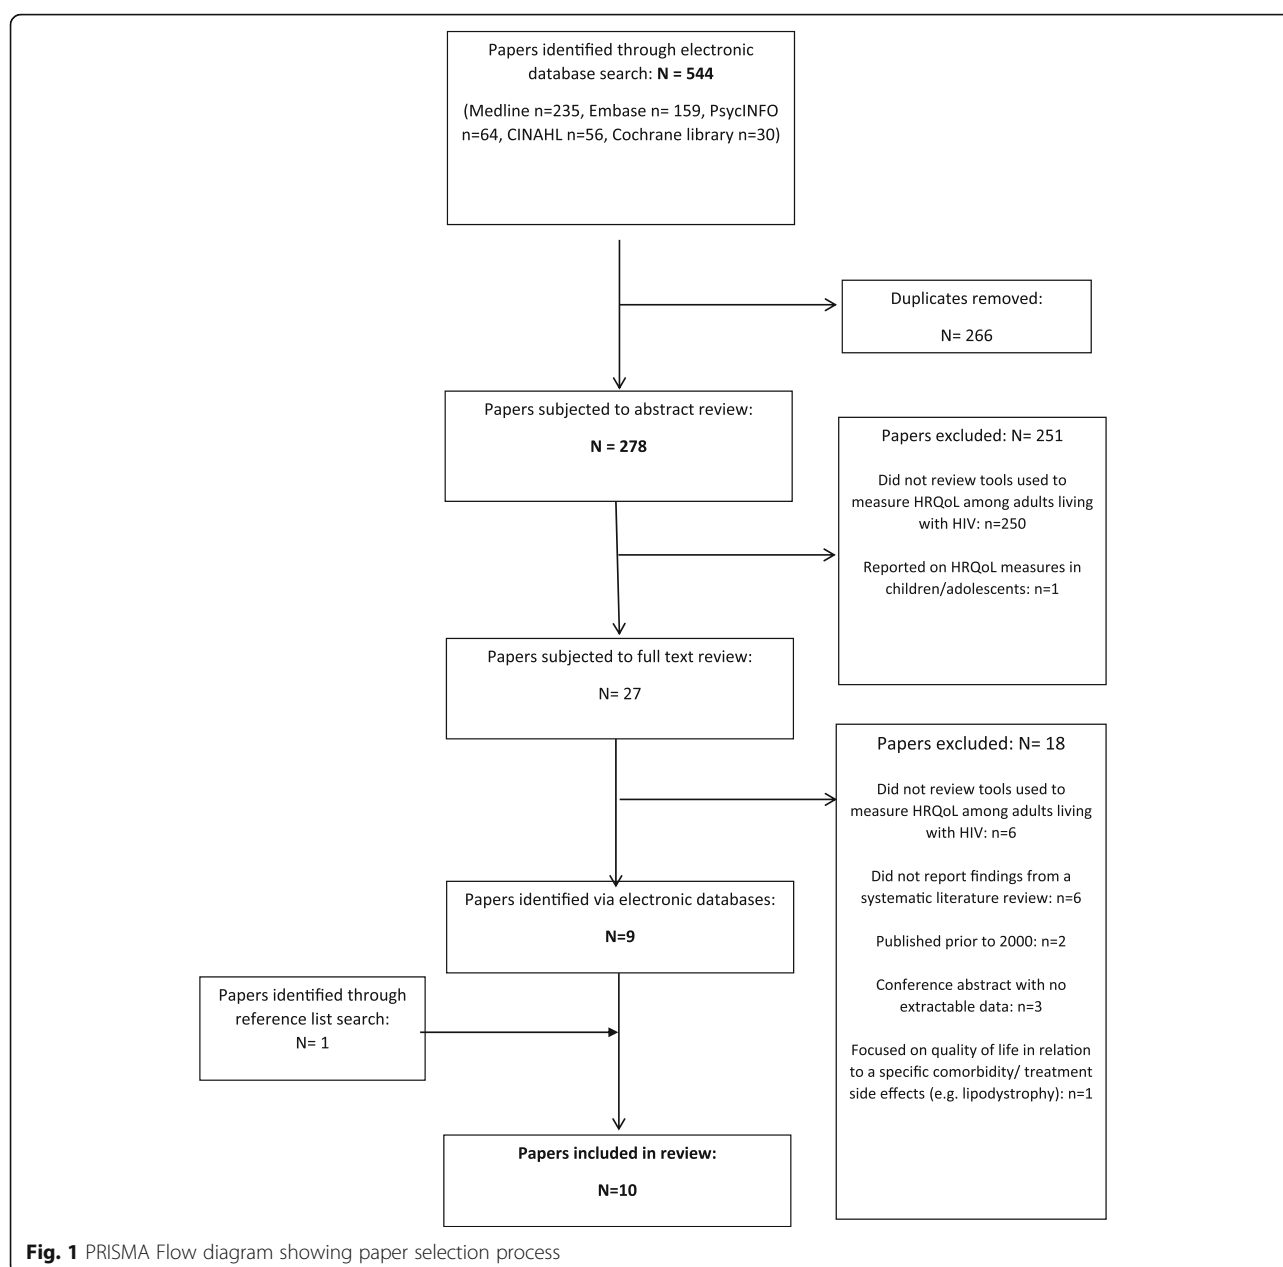 Papers identified through electronic
database search: N = 544
(Medline n=235, Embase n= 159, PsycINFO
n=64, CINAHL n=56, Cochrane library n=30)
Duplicates removed:
N= 266
Papers subjected to abstract review:
N = 278
Papers excluded: N= 251
Did not review tools used to
measure HRQoL among adults living
with HIV: n=250
Reported on HRQoL measures in
children/adolescents: n=1
Papers subjected to full text review:
N= 27
Papers excluded: N= 18
Did not review tools used to
measure HRQoL among adults living
with HIV: n=6
Did not report findings from a
systematic literature review: n=6
Published prior to 2000: n=2
Conference abstract with no
extractable data: n=3
Focused on quality of life in relation
to a specific comorbidity/ treatment
side effects (e.g. lipodystrophy): n=1
Papers identified via electronic databases:
N=9
Papers identified through
reference list search:
N= 1
Papers included in review:
N=10
Fig. 1 PRISMA Flow diagram showing paper selection process